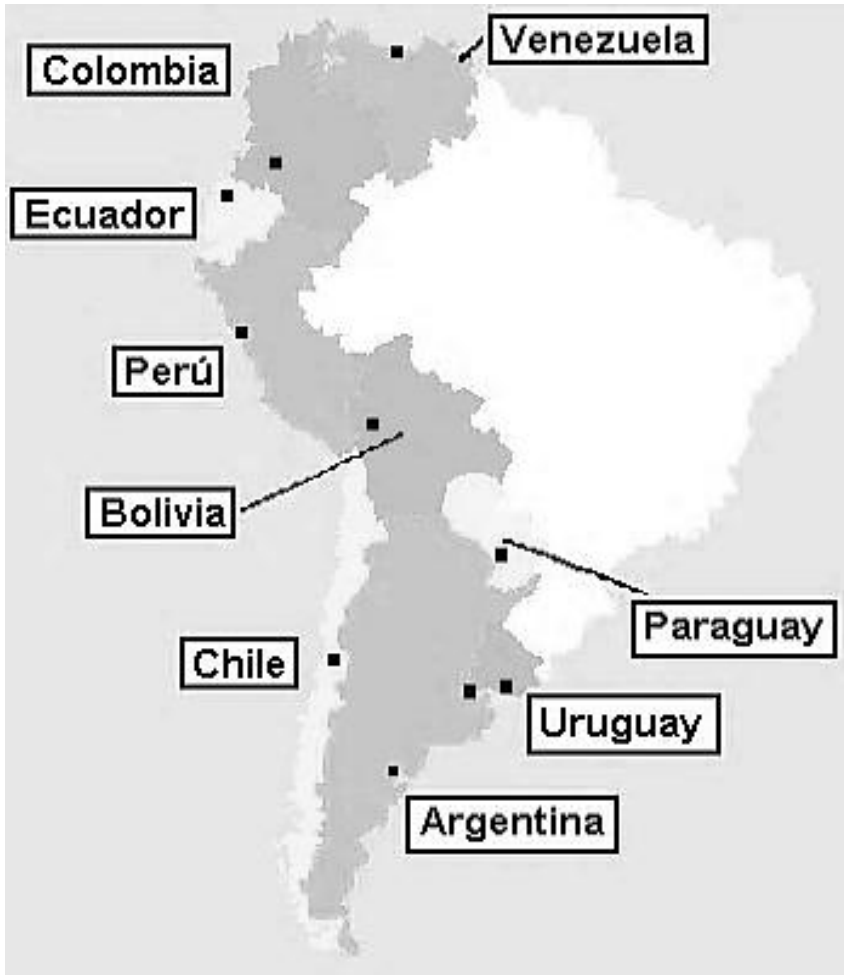 Venezuela
Colombia
Ecuador
Perú
Bolivia
Paraguay
Chile
Uruguay
Argentina